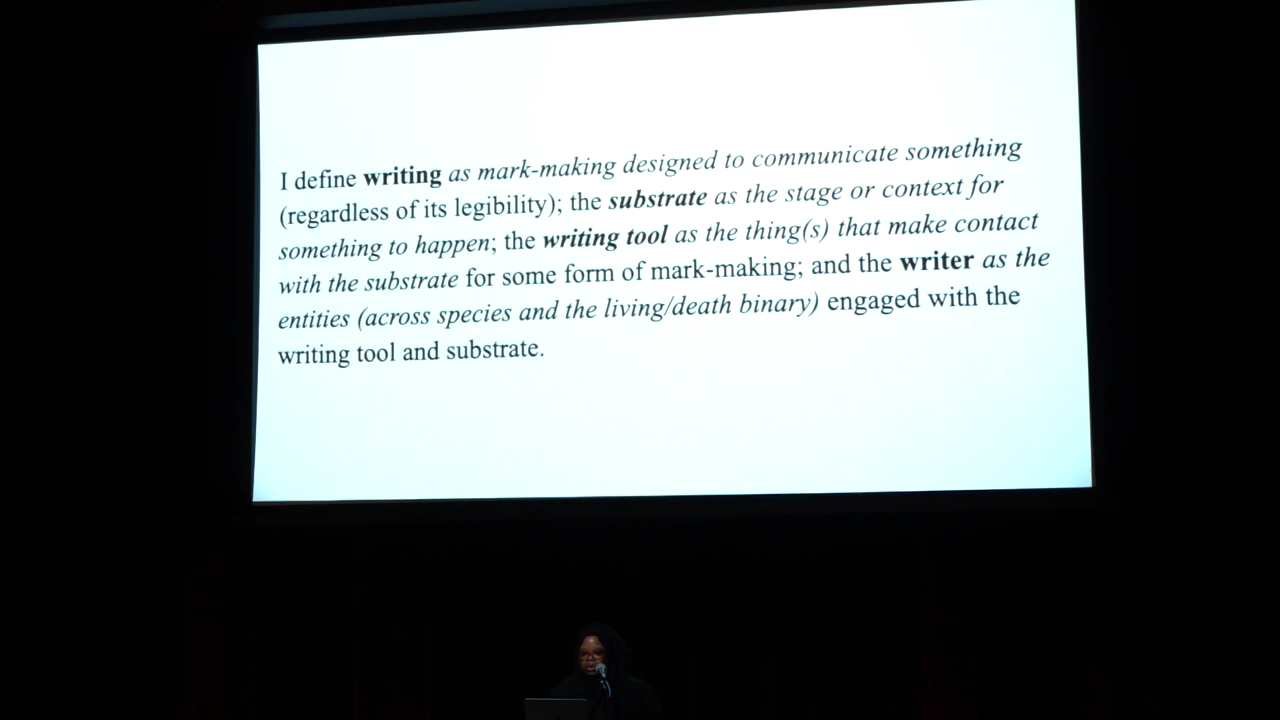 I define writing as mark-making designed to communicate something
(regardless of its legibility); the substrate as the stage or context for
something to happen; the writing tool as the thing(s) that make contact
with the substrate for some form of mark-making; and the writer as the
entities (across species and the living/death binary) engaged with the
writing tool and substrate.